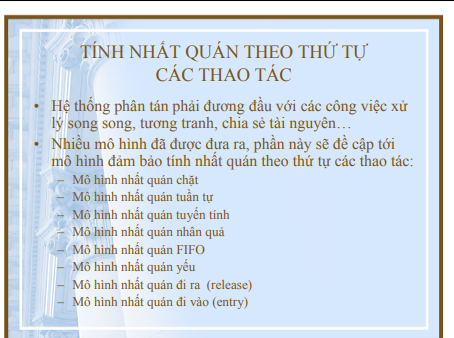 TÍNH NHẤT QUÁN THEO THỨ TỰ
CÁC THAO TÁC
• Hệ thống phân tán phải đương đầu với các công việc xử
lý song song, tương tranh, chia sẻ tài nguyên…
• Nhiều mô hình đã được đưa ra, phần này sẽ đề cập tới
mô hình đảm bảo tính nhất quán theo thứ tự các thao tác:
– Mô hình nhất quán chặt
– Mô hình nhất quán tuần tự
– Mô hình nhất quán tuyến tính
– Mô hình nhất quán nhân quả
– Mô hình nhất quán FIFO
– Mô hình nhất quán yếu
– Mô hình nhất quán đi ra (release)
– Mô hình nhất quán đi vào (entry)